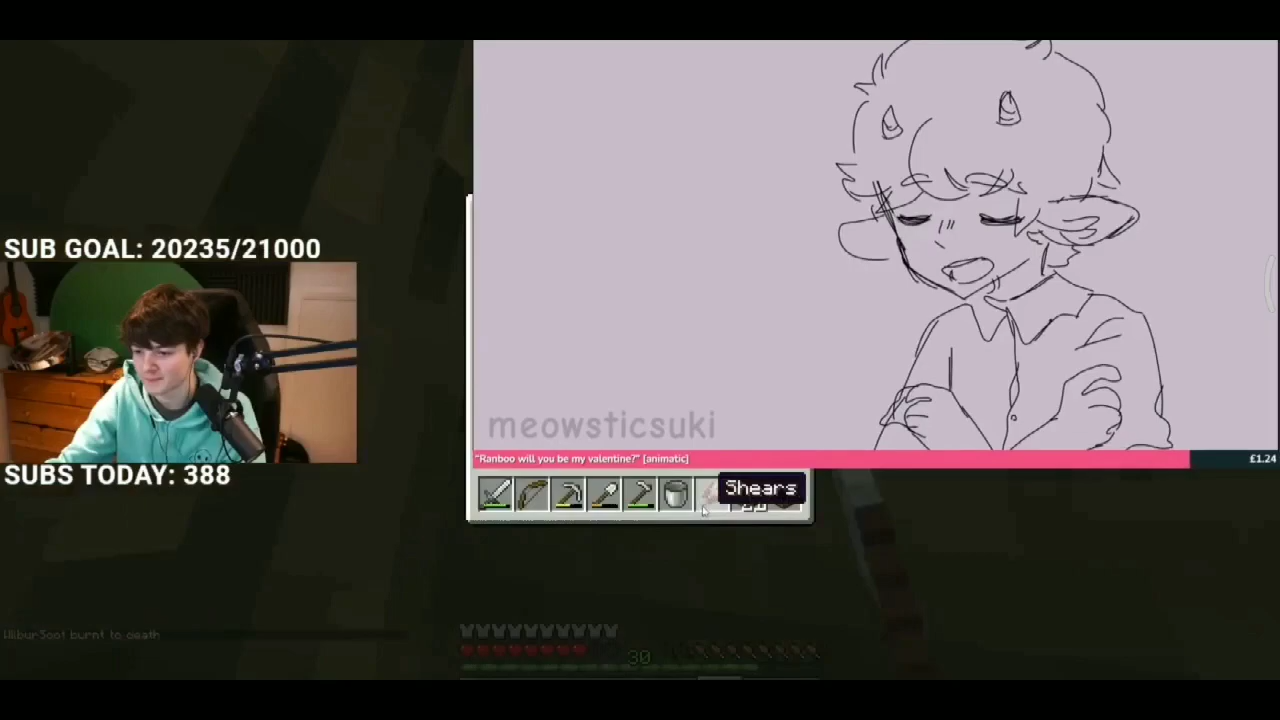 SUB GOAL: 20235/21000
SUBS TODAY: 388
meowsticsuki
"Ranboo will you be my valentine?" [animatic]
£1.24
Shears
WilburSoot burnt to death
30